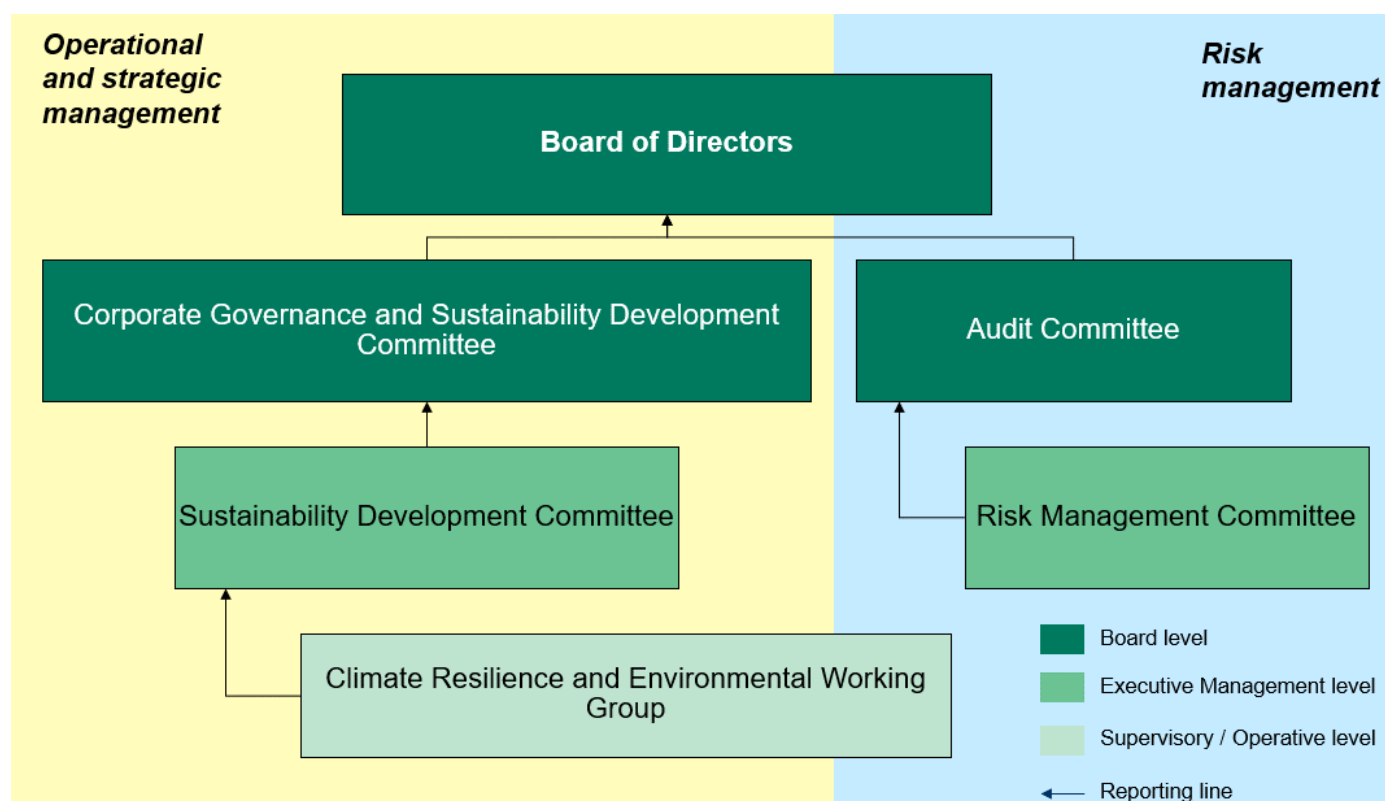 Operational
and strategic
management
Risk
management
Board of Directors
Corporate Governance and Sustainability Development
Committee
Audit Committee
Sustainability Development Committee
Risk Management Committee
Climate Resilience and Environmental Working
Group
Board level
Executive Management level
Supervisory / Operative level
Reporting line